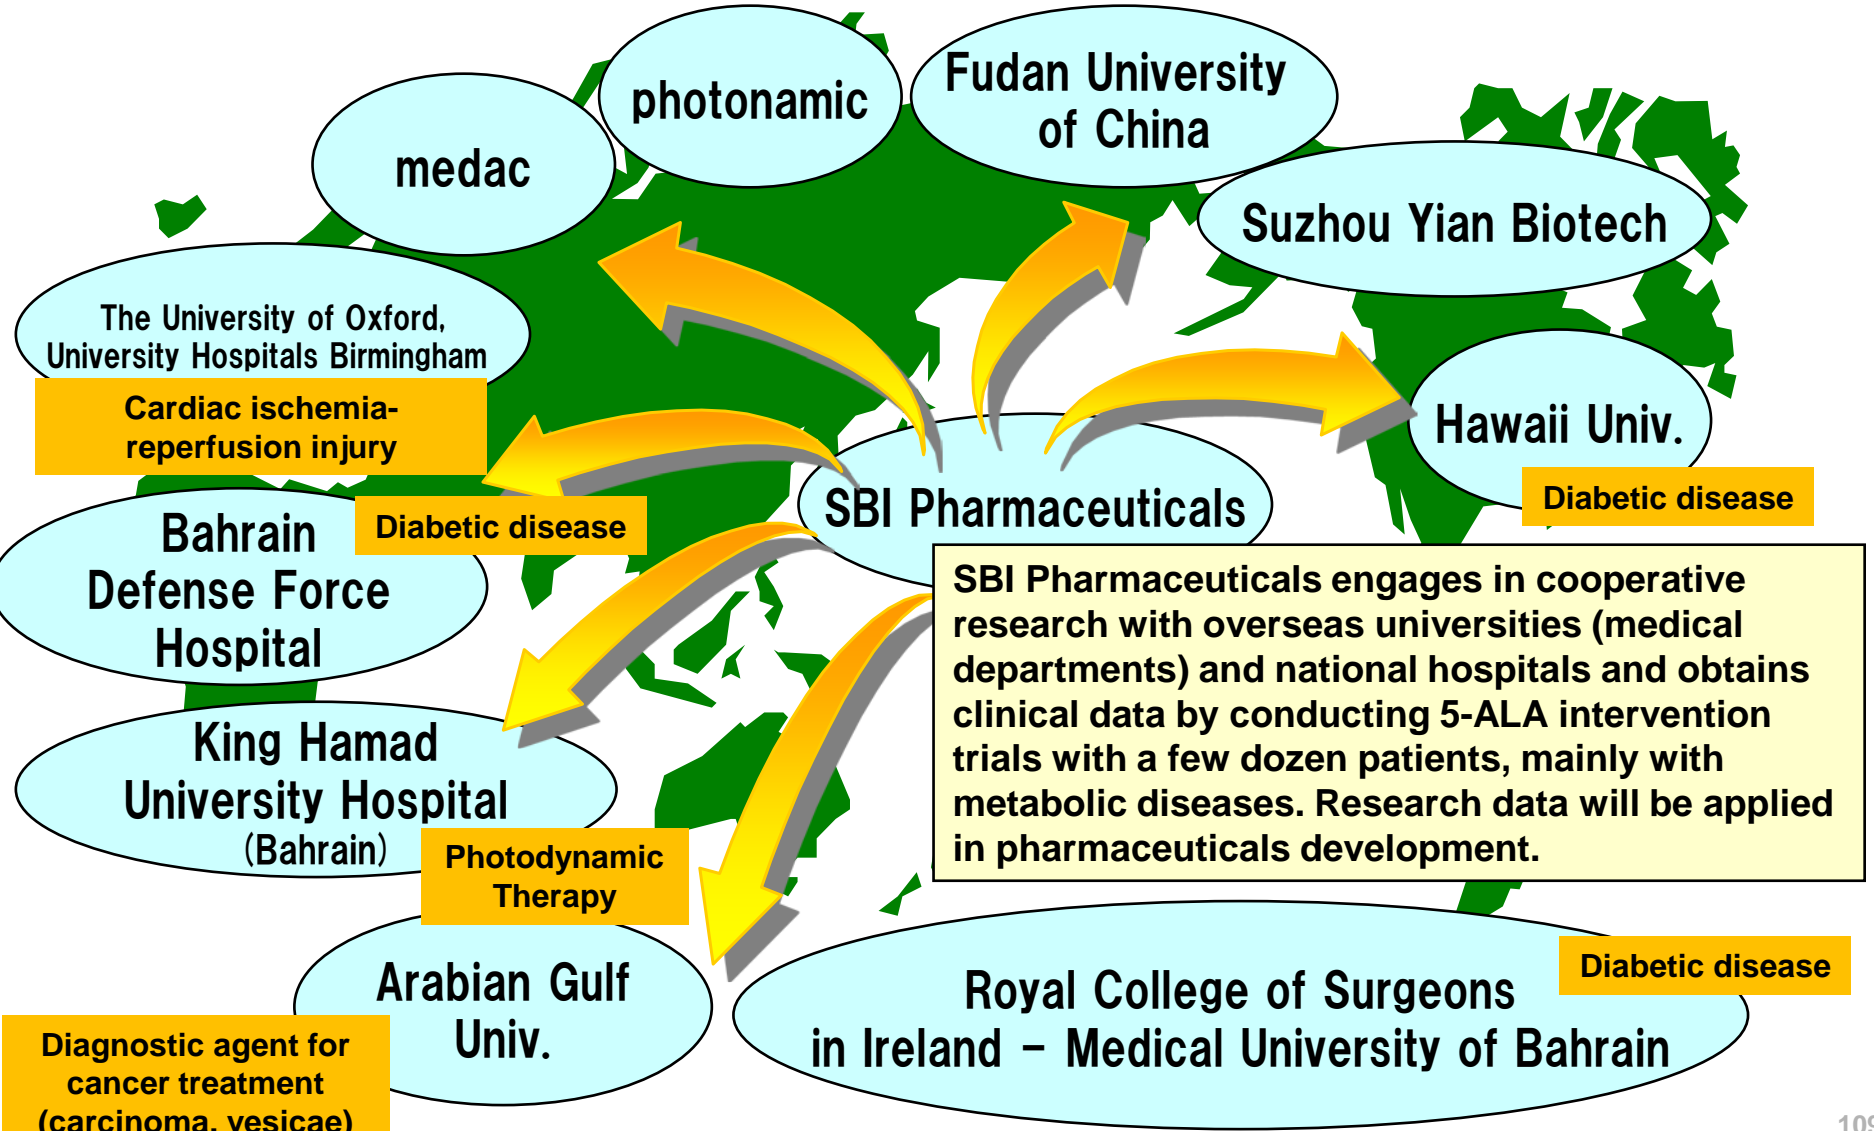 photonamic
Fudan University
of China
medac
Suzhou Yian Biotech
The University of Oxford,
University Hospitals Birmingham
Cardiac ischemia-
reperfusion injury
Hawaii Univ.
Diabetic disease
SBI Pharmaceuticals
Bahrain
Defense Force
Hospital
Diabetic disease
SBI Pharmaceuticals engages in cooperative
research with overseas universities (medical
departments) and national hospitals and obtains
clinical data by conducting 5-ALA intervention
trials with a few dozen patients, mainly with
metabolic diseases. Research data will be applied
in pharmaceuticals development.
King Hamad
University Hospital
(Bahrain)
Photodynamic
Therapy
Arabian Gulf
Univ.
Diagnostic agent for
cancer treatment
(carcinoma, vesicae)
Royal College of Surgeons
in Ireland – Medical University of Bahrain
Diabetic disease
109